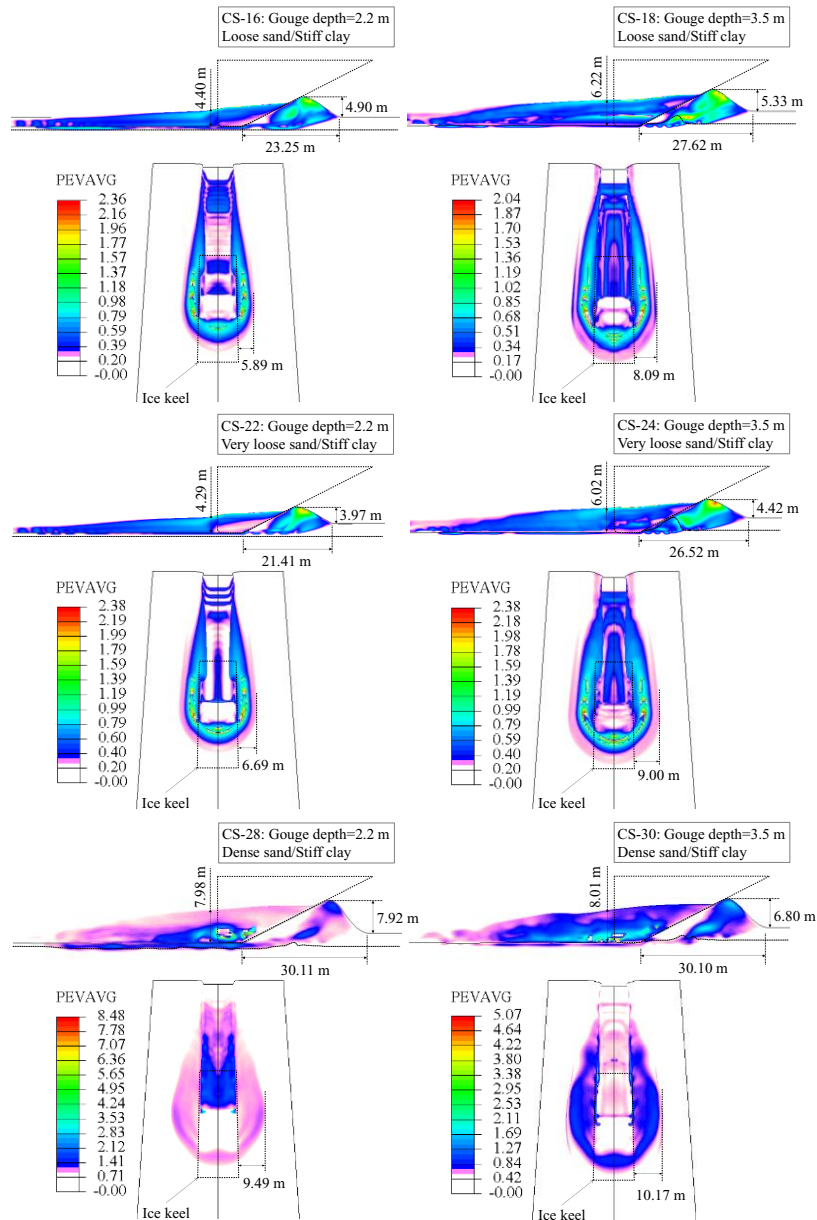 CS-16: Gouge depth=2.2 m
Loose sand/Stiff clay
4.40 m
4.90 m
23.25 m
PEVAVG
2.36
2.16
1.96
1.77
1.57
1.37
1.18
0.98
0.79
0.59
0.39
0.20
-0.00
5.89 m
Ice keel
CS-18: Gouge depth=3.5 m
Loose sand/Stiff clay
6.22 m
5.33 m
27.62 m
PEVAVG
2.04
1.87
1.70
1.53
1.36
1.19
1.02
0.85
0.68
0.51
0.34
0.17
-0.00
8.09 m
Ice keel
CS-22: Gouge depth=2.2 m
Very loose sand/Stiff clay
4.29 m
3.97 m
21.41 m
PEVAVG
2.38
2.19
1.99
1.79
1.59
1.39
1.19
0.99
0.79
0.60
0.40
0.20
-0.00
6.69 m
Ice keel
CS-24: Gouge depth=3.5 m
Very loose sand/Stiff clay
6.02 m
4.42 m
26.52 m
PEVAVG
2.38
2.18
1.98
1.78
1.59
1.39
1.19
0.99
0.79
0.59
0.40
0.20
-0.00
9.00 m
Ice keel
CS-28: Gouge depth=2.2 m
Dense sand/Stiff clay
7.98 m
7.92 m
30.11 m
PEVAVG
8.48
7.78
7.07
6.36
5.65
4.95
4.24
3.53
2.83
2.12
1.41
0.71
-0.00
9.49 m
Ice keel
CS-30: Gouge depth=3.5 m
Dense sand/Stiff clay
8.01 m
6.80 m
30.10 m
PEVAVG
5.07
4.64
4.22
3.80
3.38
2.95
2.53
2.11
1.69
1.27
0.84
0.42
-0.00
10.17 m
Ice keel